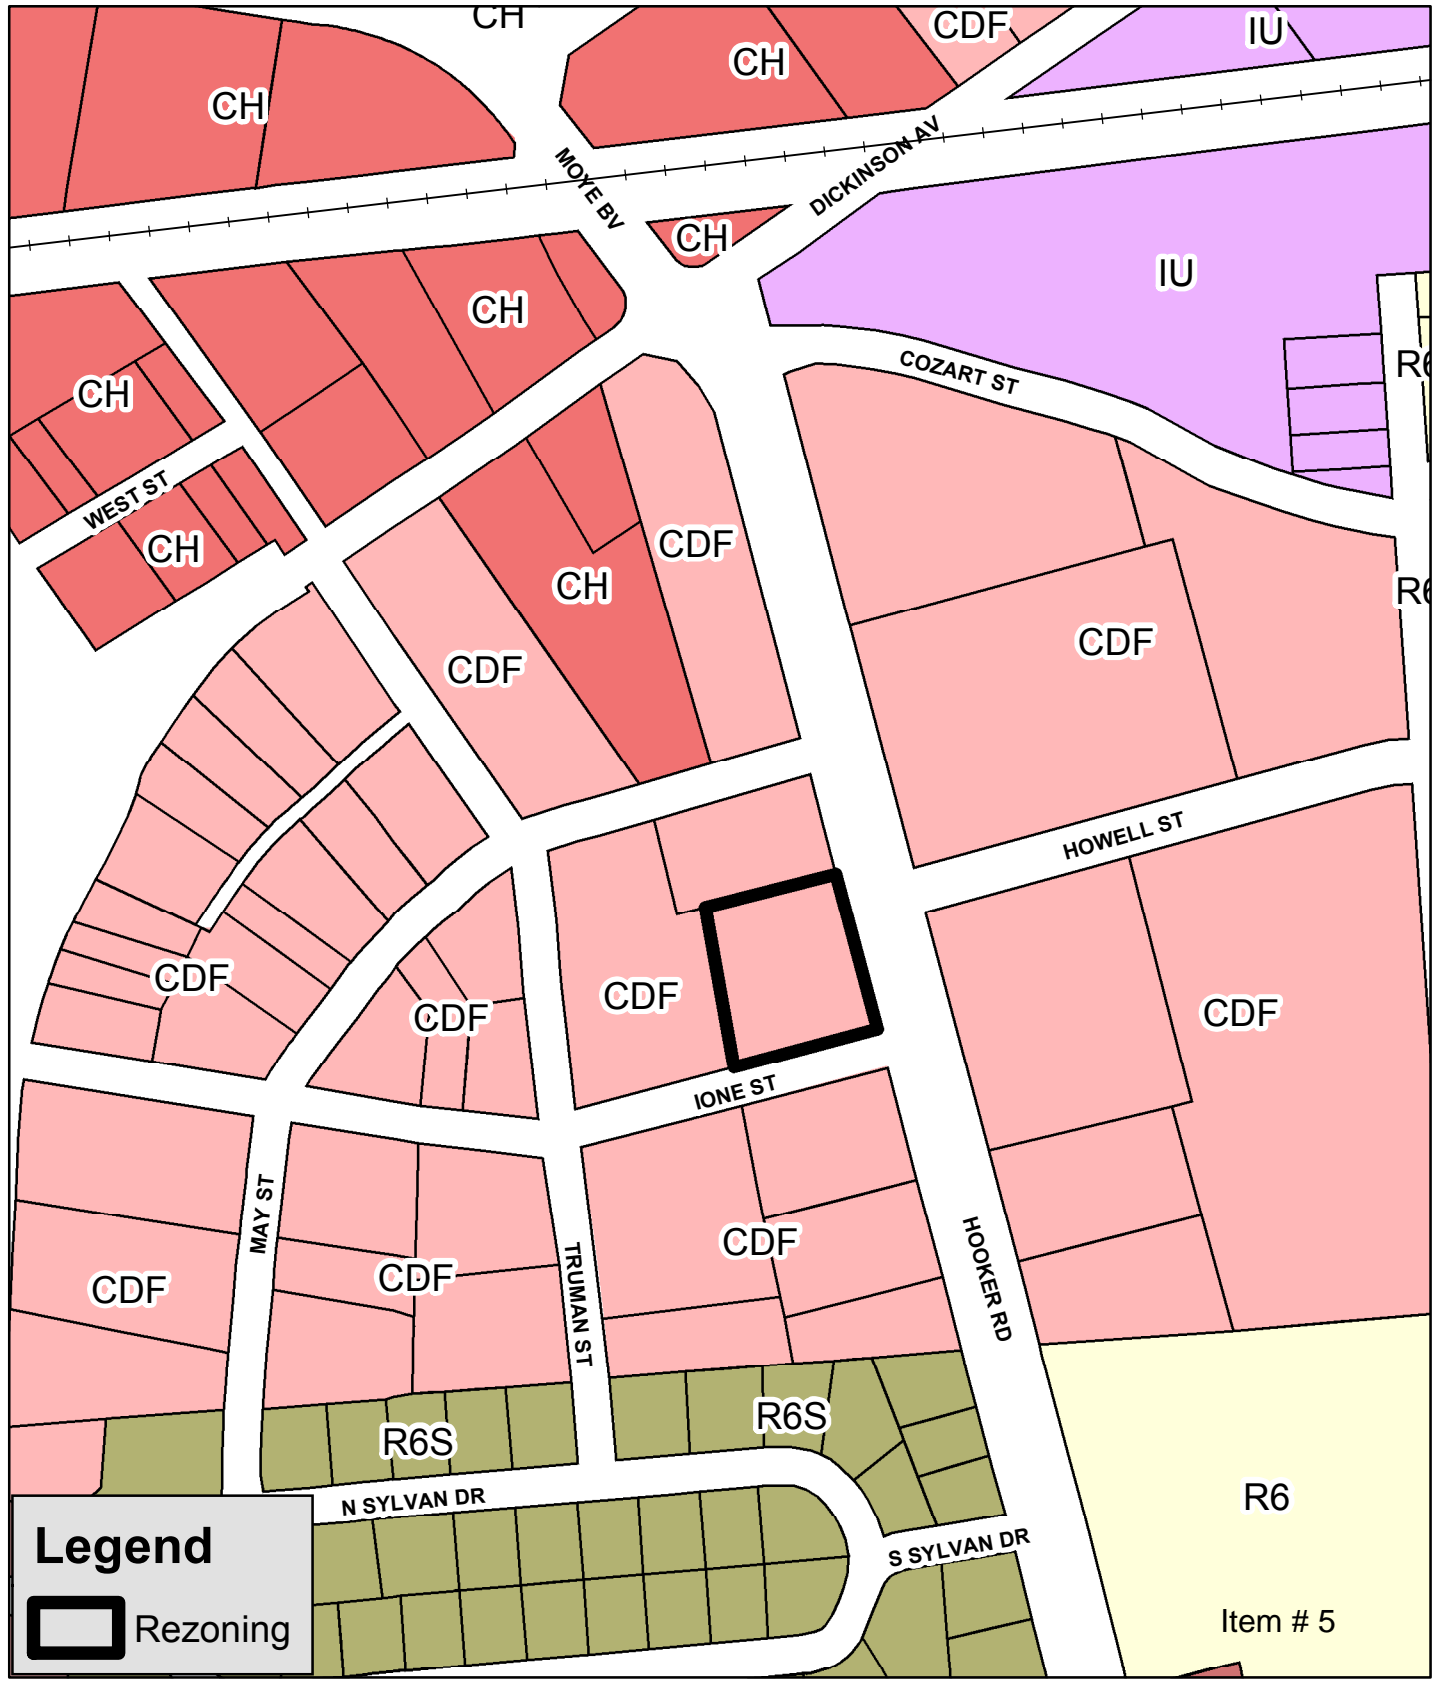 CH
CDF
IU
CH
CH
MOYE BV
DICKINSON AV
CH
IU
CH
COZART ST
R6
CH
WEST ST
CH
CDF
CH
R6
CDF
CDF
HOWELL ST
CDF
CDF
CDF
CDF
IONE ST
MAY ST
CDF
HOOKER RD
TRUMAN ST
CDF
CDF
R6S
R6S
N SYLVAN DR
R6
S SYLVAN DR
Legend
Rezoning
Item # 5